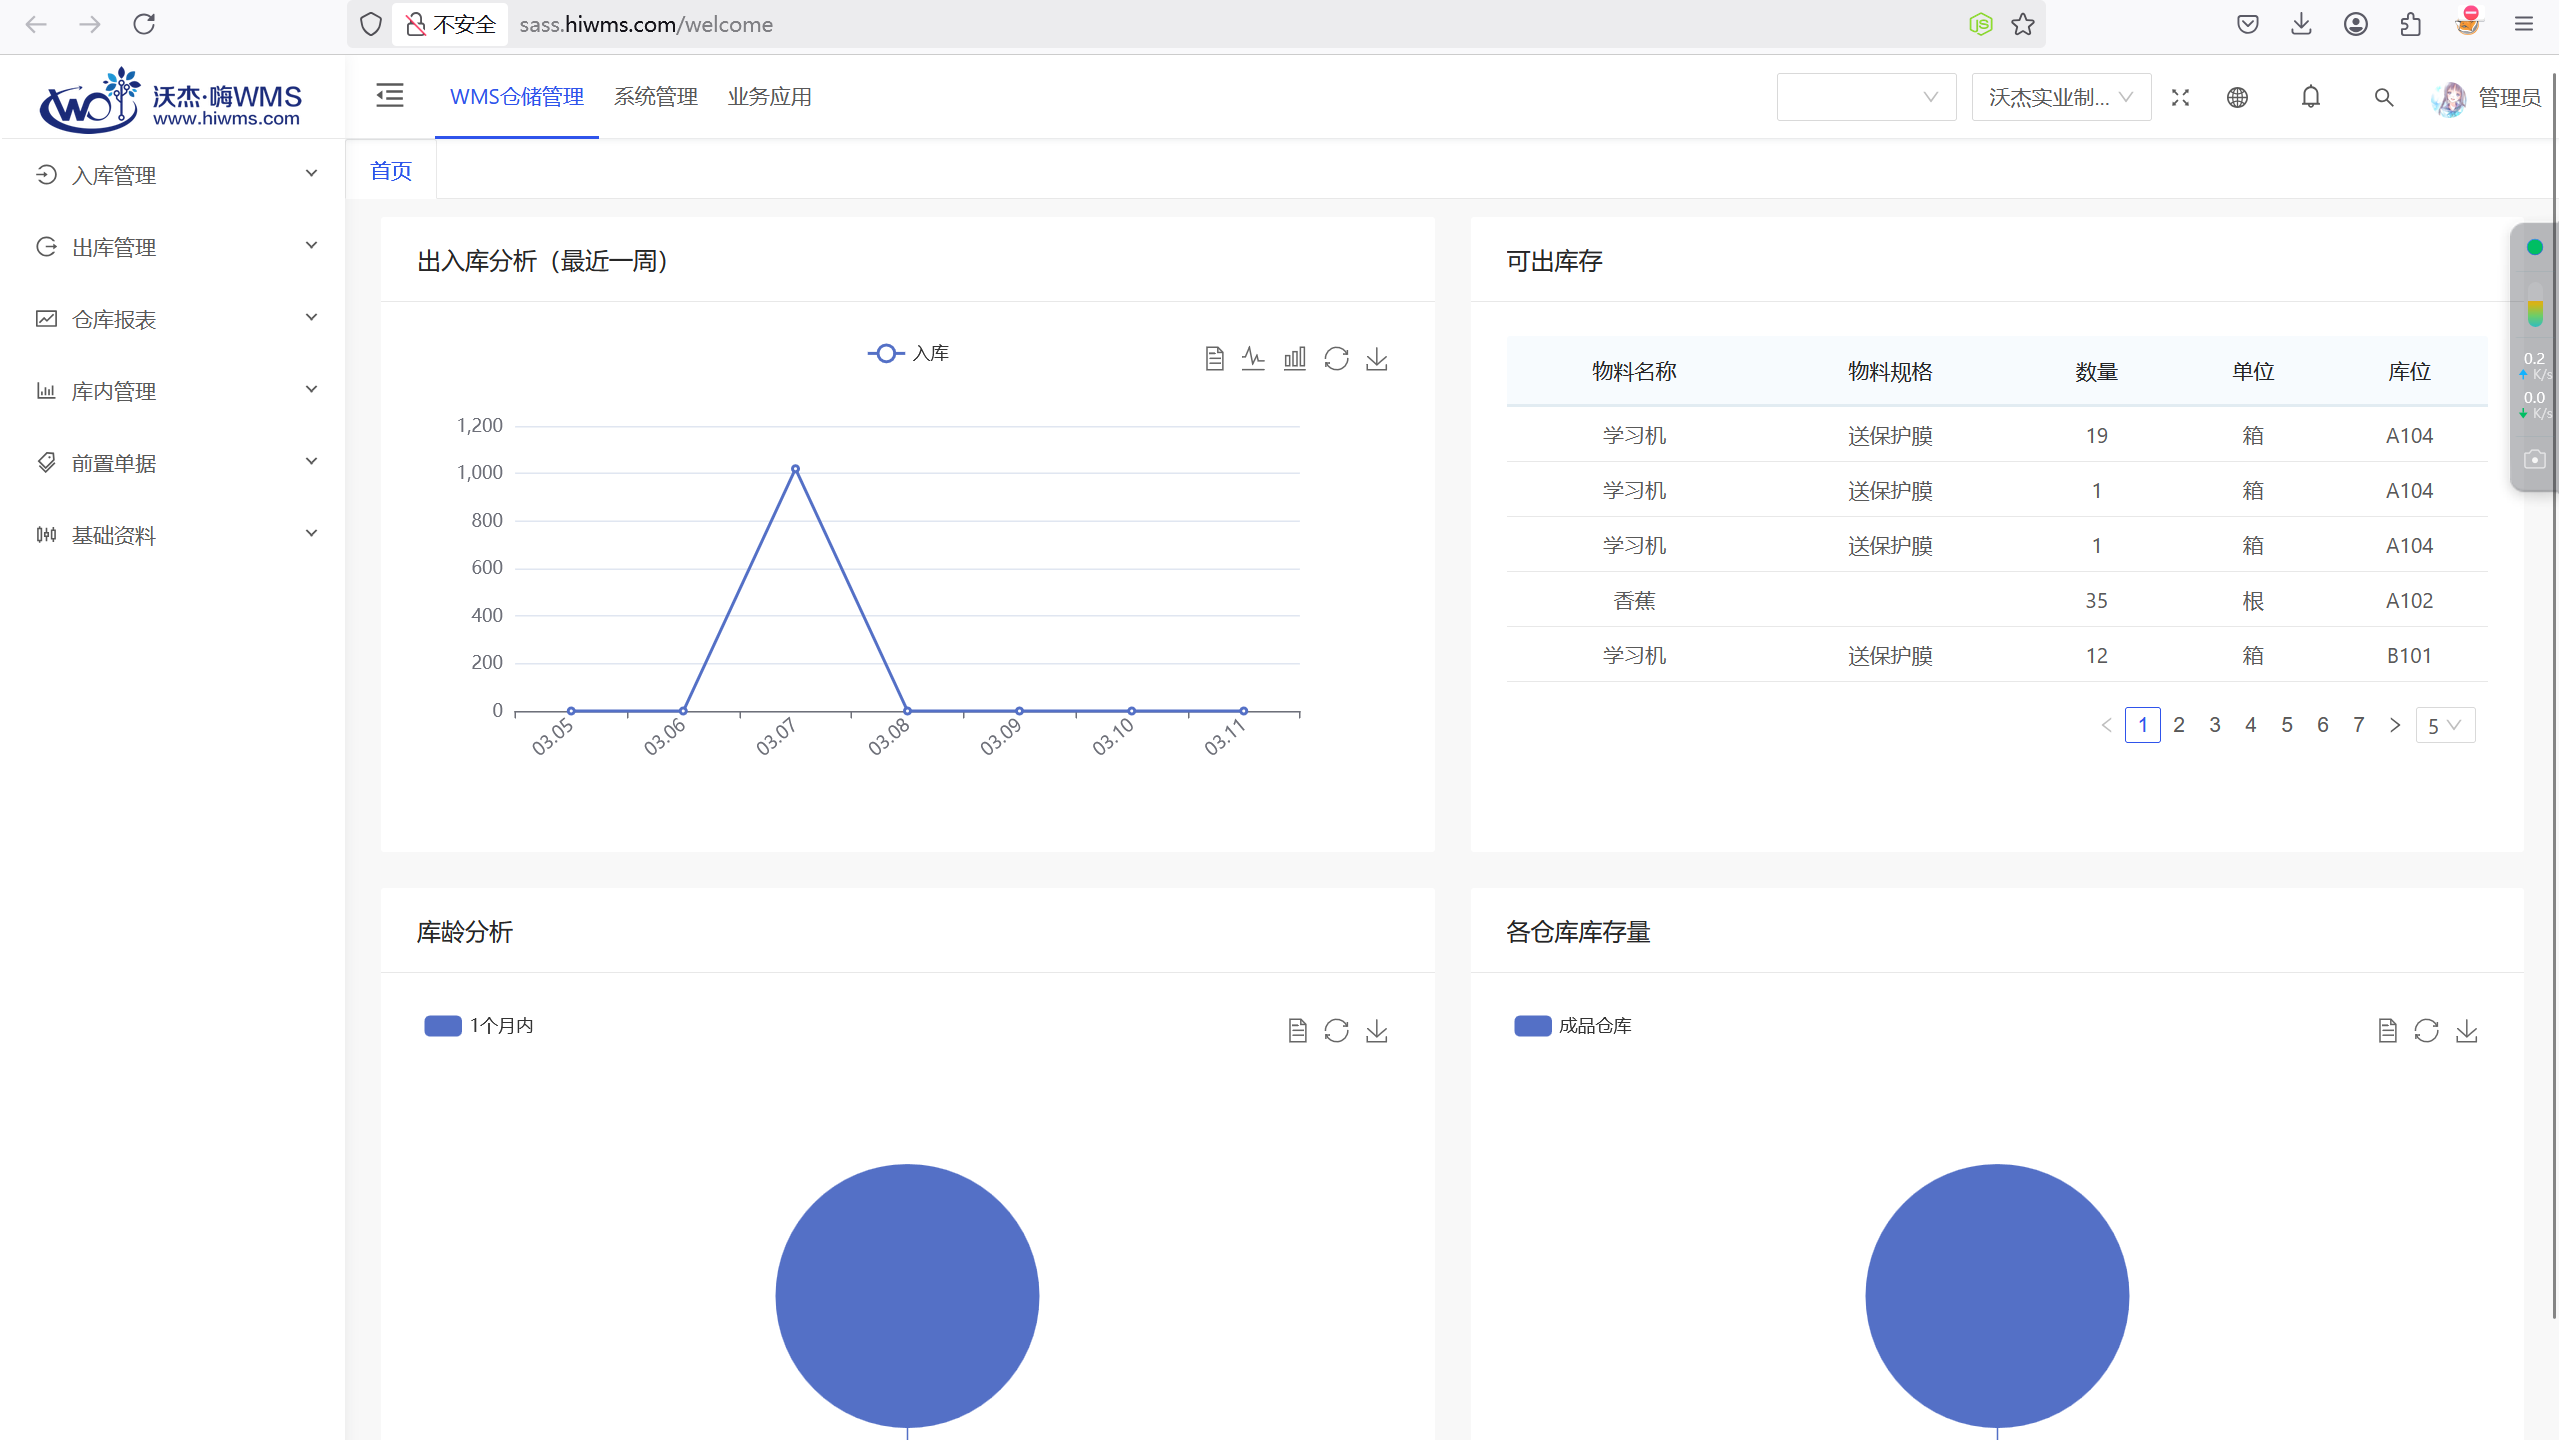 不安全 sass.hiwms.com/welcome
沃杰·嗨WMS
www.hiwms.com
WMS仓储管理 系统管理 业务应用
沃杰实业制... 管理员
首页
入库管理
出库管理
仓库报表
库内管理
前置单据
基础资料
出入库分析（最近一周）
入库
1,200
1,000
800
600
400
200
0
03.05 03.06 03.07 03.08 03.09 03.10 03.11
可出库存
物料名称 物料规格 数量 单位 库位
学习机 送保护膜 19 箱 A104
学习机 送保护膜 1 箱 A104
学习机 送保护膜 1 箱 A104
香蕉 35 根 A102
学习机 送保护膜 12 箱 B101
1 2 3 4 5 6 7 5
0.2
K/s
0.0
K/s
库龄分析
1个月内
各仓库库存量
成品仓库